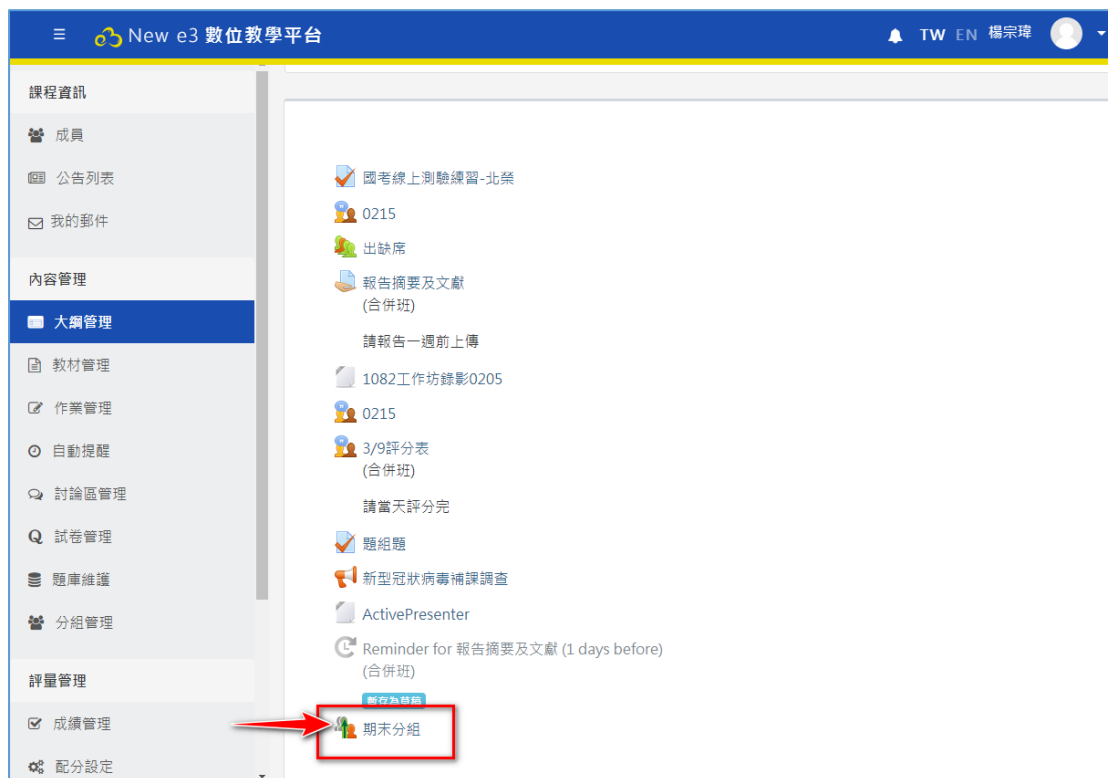 New e3 數位教學平台
TW EN 楊宗瑋
課程資訊
成員
公告列表
我的郵件
內容管理
大綱管理
教材管理
作業管理
自動提醒
討論區管理
Q 試卷管理
題庫維護
分組管理
評量管理
成績管理
配分設定
國考線上測驗練習-北榮
0215
出缺席
報告摘要及文獻
(合併班)
請報告一週前上傳
1082工作坊錄影0205
0215
3/9評分表
(合併班)
請當天評分完
題組題
新型冠狀病毒補課調查
ActivePresenter
Reminder for 報告摘要及文獻 (1 days before)
(合併班)
暫存為草稿
期末分組